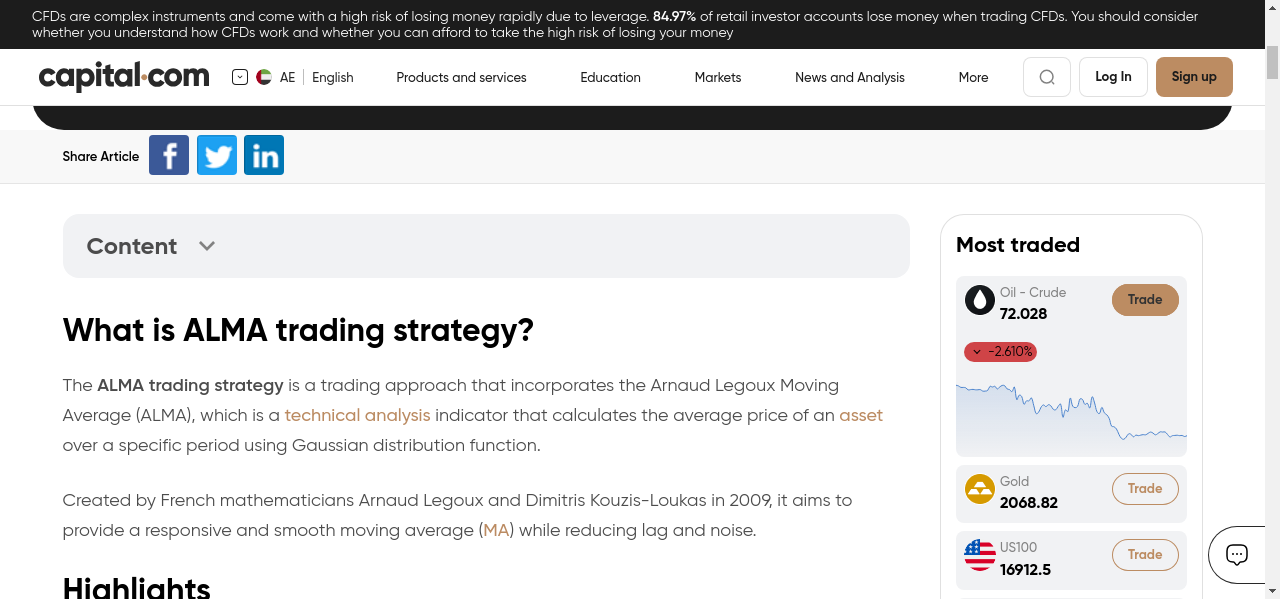 CFDs are complex instruments and come with a high risk of losing money rapidly due to leverage. 84.97% of retail investor accounts lose money when trading CFDs. You should consider
whether you understand how CFDs work and whether you can afford to take the high risk of losing your money
capital.com
AE
English
Products and services
Education
Markets
News and Analysis
More
Log In
Sign up
Share Article
Content
What is ALMA trading strategy?
The ALMA trading strategy is a trading approach that incorporates the Arnaud Legoux Moving
Average (ALMA), which is a technical analysis indicator that calculates the average price of an asset
over a specific period using Gaussian distribution function.
Created by French mathematicians Arnaud Legoux and Dimitris Kouzis-Loukas in 2009, it aims to
provide a responsive and smooth moving average (MA) while reducing lag and noise.
Highlights
Most traded
Oil - Crude
72.028
Trade
-2.610%
Gold
2068.82
Trade
US100
16912.5
Trade